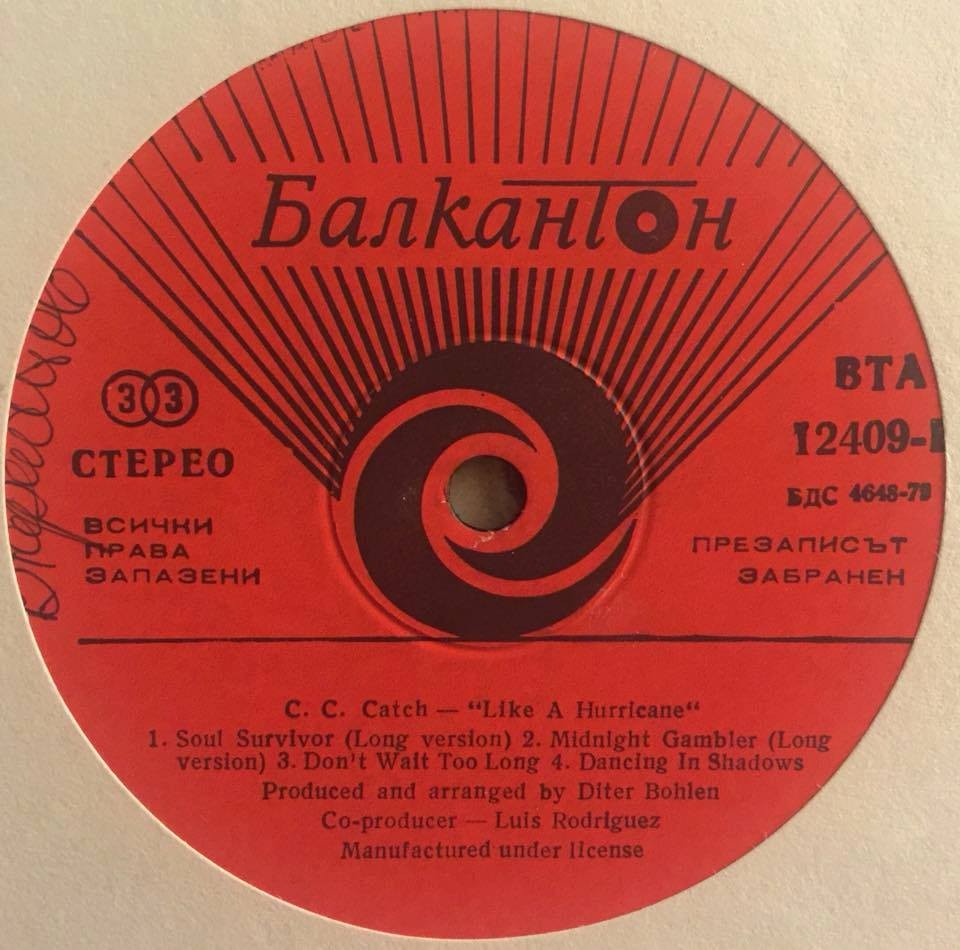 БалканТон
33
СТЕРЕО
ВСИЧКИ
ПРАВА
ЗАПАЗЕНИ
ВТА
12409-
БДС 4648-79
ПРЕЗАПИСЪТ
ЗАБРАНЕН
C. C. Catch — “Like A Hurricane“
1. Soul Survivor (Long version) 2. Midnight Gambler (Long
version) 3. Don't Wait Too Long 4. Dancing In Shadows
Produced and arranged by Diter Bohlen
Co-producer — Luis Rodriguez
Manufactured under license